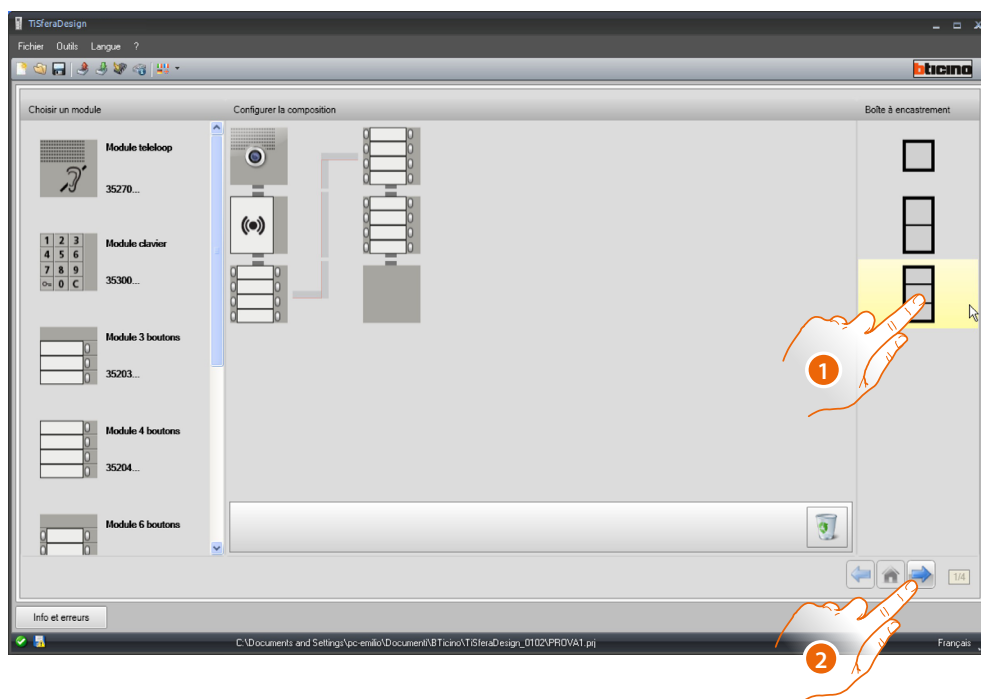 TiSferaDesign
Fichier Outils Langue ?
bticino
Choisir un module
Configurer la composition
Boîte à encastrement
Module teleloop
35270...
1 2 3
4 5 6
7 8 9
0 C
Module clavier
35300...
Module 3 boutons
35203...
Module 4 boutons
35204...
Module 6 boutons
1
1/4
Info et erreurs
C:\Documents and Settings\pc-emilio\Documenti\BTicino\TiSferaDesign_0102\PROVA1.prj
Français
2